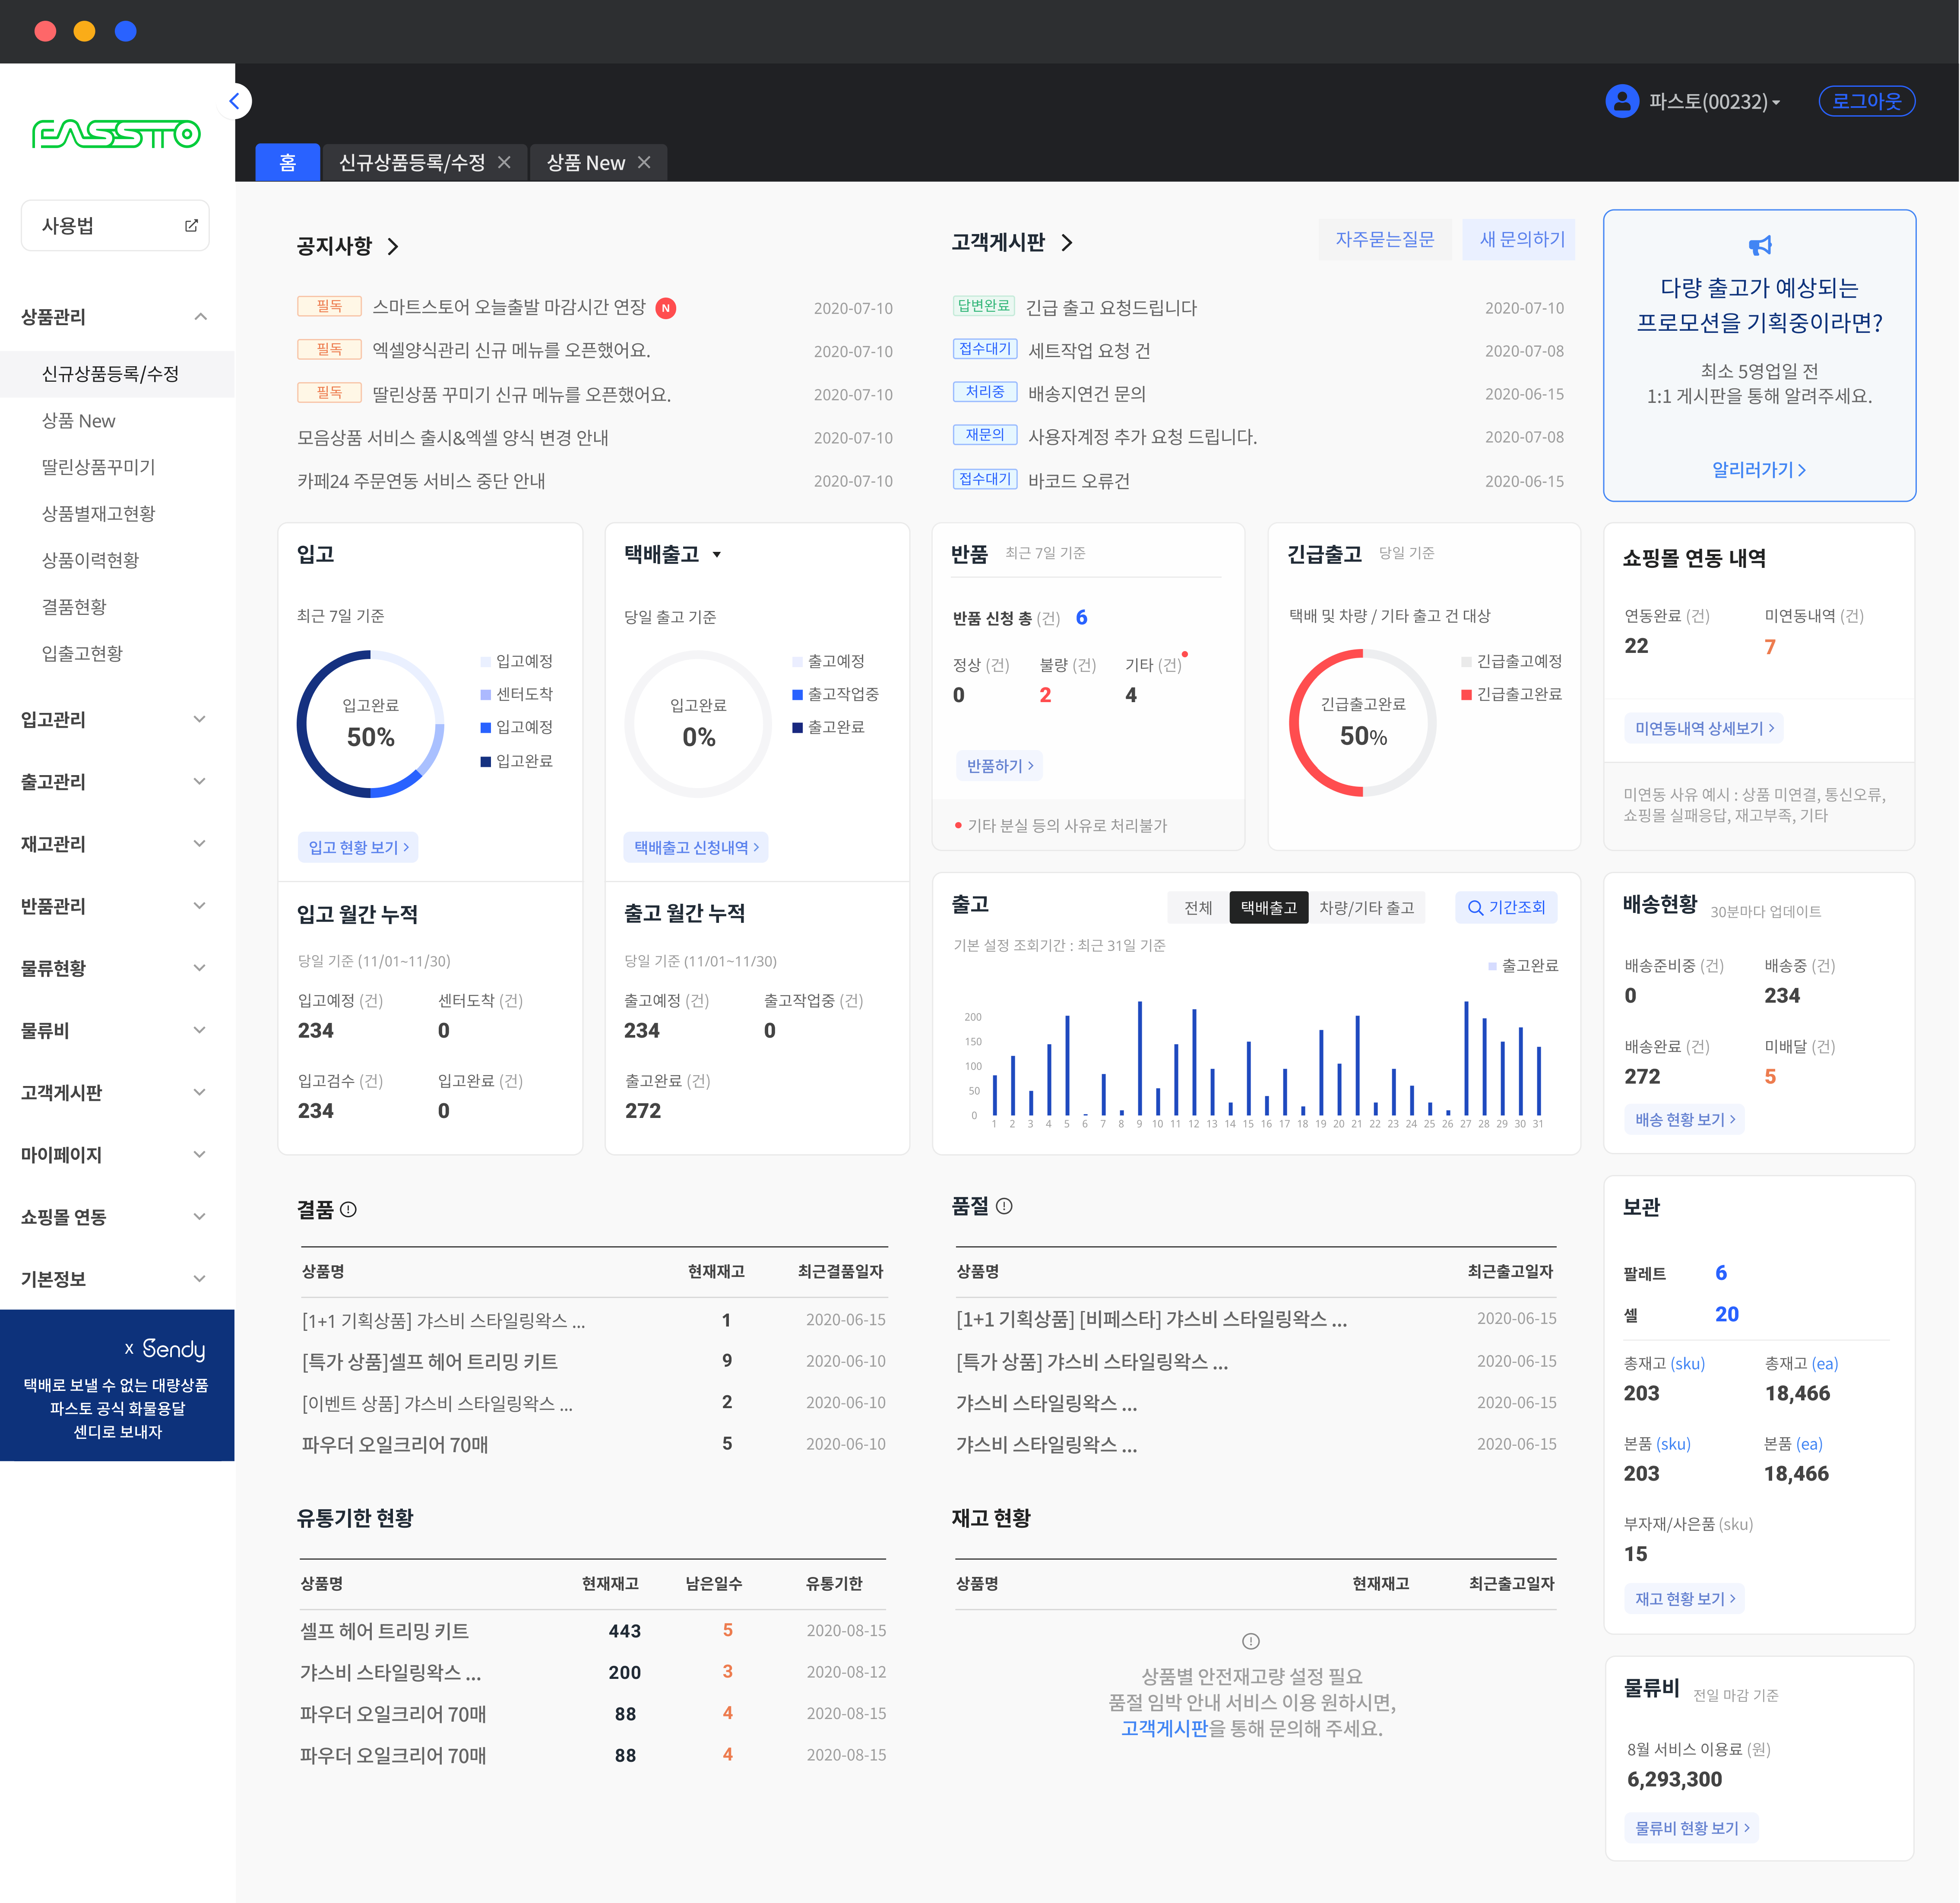 파스토(00232)
로그아웃
FASSTO
홈
신규상품등록/수정
상품 New
사용법
상품관리
신규상품등록/수정
상품 New
딸린상품꾸미기
상품별재고현황
상품이력현황
결품현황
입출고현황
입고관리
출고관리
재고관리
반품관리
물류현황
물류비
고객게시판
마이페이지
쇼핑몰 연동
기본정보
x Sendy
택배로 보낼 수 없는 대량상품
파스토 공식 화물용달
센디로 보내자
공지사항
필독 스마트스토어 오늘출발 마감시간 연장 N 2020-07-10
필독 엑셀양식관리 신규 메뉴를 오픈했어요. 2020-07-10
필독 딸린상품 꾸미기 신규 메뉴를 오픈했어요. 2020-07-10
모음상품 서비스 출시&엑셀 양식 변경 안내 2020-07-10
카페24 주문연동 서비스 중단 안내 2020-07-10
고객게시판
자주묻는질문
새 문의하기
답변완료 긴급 출고 요청드립니다 2020-07-10
접수대기 세트작업 요청 건 2020-07-08
처리중 배송지연건 문의 2020-06-15
재문의 사용자계정 추가 요청 드립니다. 2020-07-08
접수대기 바코드 오류건 2020-06-15
다량 출고가 예상되는
프로모션을 기획중이라면?
최소 5영업일 전
1:1 게시판을 통해 알려주세요.
알리러가기
입고
최근 7일 기준
입고완료
50%
입고예정
센터도착
입고예정
입고완료
입고 현황 보기
입고 월간 누적
당일 기준 (11/01~11/30)
입고예정 (건) 센터도착 (건)
234 0
입고검수 (건) 입고완료 (건)
234 0
택배출고
당일 출고 기준
입고완료
0%
출고예정
출고작업중
출고완료
택배출고 신청내역
출고 월간 누적
당일 기준 (11/01~11/30)
출고예정 (건) 출고작업중 (건)
234 0
출고완료 (건)
272
반품 최근 7일 기준
반품 신청 총 (건) 6
정상 (건) 불량 (건) 기타 (건)
0 2 4
반품하기
기타 분실 등의 사유로 처리불가
긴급출고 당일 기준
택배 및 차량 / 기타 출고 건 대상
긴급출고완료
50%
긴급출고예정
긴급출고완료
쇼핑몰 연동 내역
연동완료 (건) 미연동내역 (건)
22 7
미연동내역 상세보기
미연동 사유 예시 : 상품 미연결, 통신오류,
쇼핑몰 실패응답, 재고부족, 기타
출고
전체 택배출고 차량/기타 출고
기간조회
기본 설정 조회기간 : 최근 31일 기준
출고완료
200
150
100
50
0
1 2 3 4 5 6 7 8 9 10 11 12 13 14 15 16 17 18 19 20 21 22 23 24 25 26 27 28 29 30 31
배송현황 30분마다 업데이트
배송준비중 (건) 배송중 (건)
0 234
배송완료 (건) 미배달 (건)
272 5
배송 현황 보기
결품
상품명 현재재고 최근결품일자
[1+1 기획상품] 갸스비 스타일링왁스 ... 1 2020-06-15
[특가 상품]셀프 헤어 트리밍 키트 9 2020-06-10
[이벤트 상품] 갸스비 스타일링왁스 ... 2 2020-06-10
파우더 오일크리어 70매 5 2020-06-10
품절
상품명 최근출고일자
[1+1 기획상품] [비페스타] 갸스비 스타일링왁스 ... 2020-06-15
[특가 상품] 갸스비 스타일링왁스 ... 2020-06-15
갸스비 스타일링왁스 ... 2020-06-15
갸스비 스타일링왁스 ... 2020-06-15
유통기한 현황
상품명 현재재고 남은일수 유통기한
셀프 헤어 트리밍 키트 443 5 2020-08-15
갸스비 스타일링왁스 ... 200 3 2020-08-12
파우더 오일크리어 70매 88 4 2020-08-15
파우더 오일크리어 70매 88 4 2020-08-15
재고 현황
상품명 현재재고 최근출고일자
상품별 안전재고량 설정 필요
품절 임박 안내 서비스 이용 원하시면,
고객게시판을 통해 문의해 주세요.
보관
팔레트 6
셀 20
총재고 (sku) 총재고 (ea)
203 18,466
본품 (sku) 본품 (ea)
203 18,466
부자재/사은품 (sku)
15
재고 현황 보기
물류비 전일 마감 기준
8월 서비스 이용료 (원)
6,293,300
물류비 현황 보기